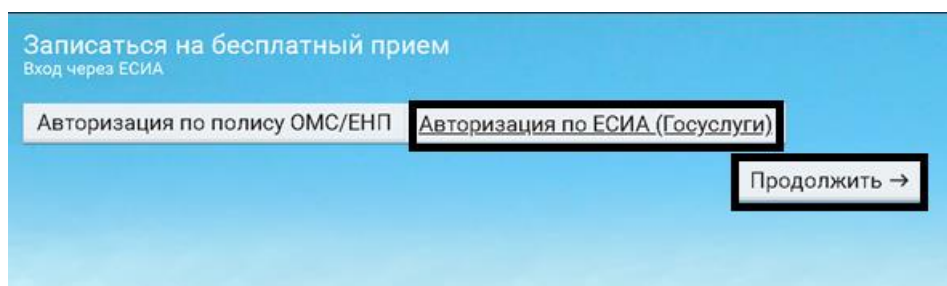 Записаться на бесплатный прием
Вход через ЕСИА
Авторизация по полису ОМС/ЕНП Авторизация по ЕСИА (Госуслуги)
Продолжить →